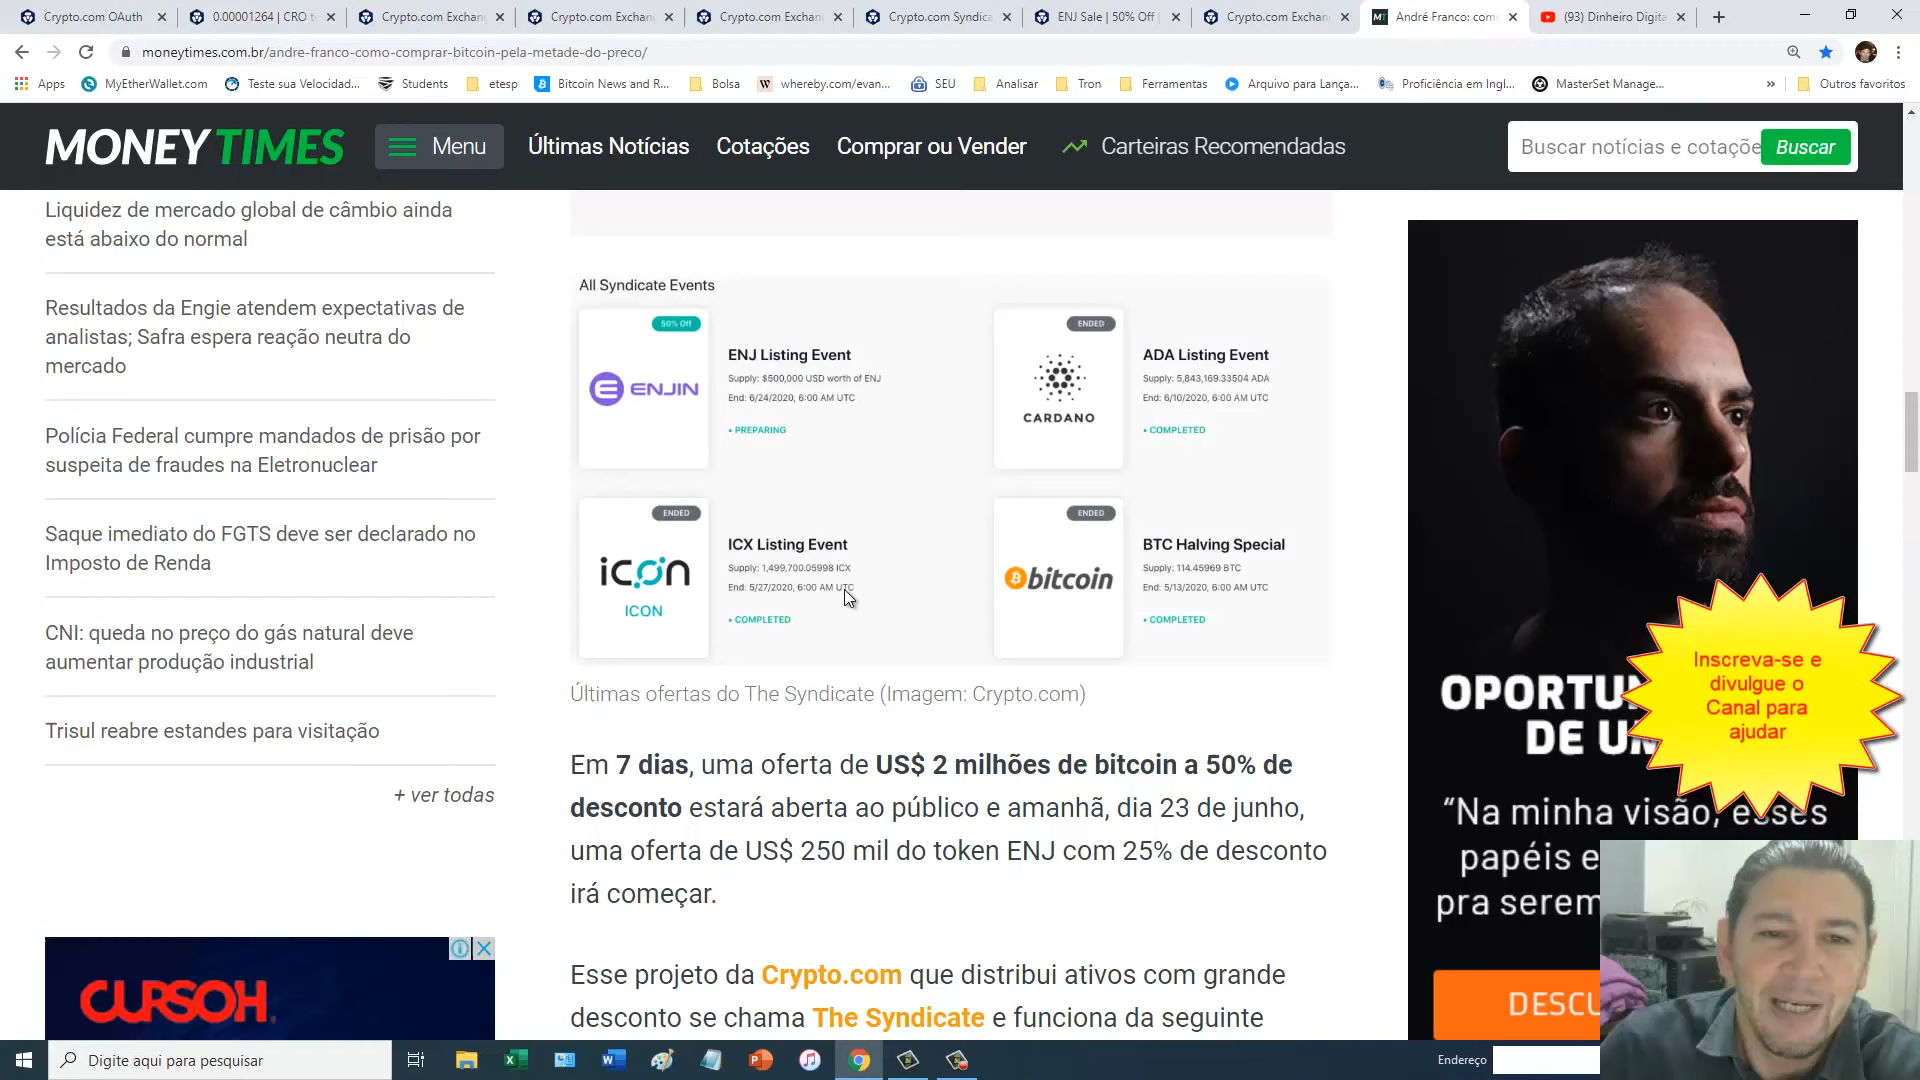 Crypto.com OAuth
0.00001264 | CRO t
Crypto.com Exchan
Crypto.com Exchan
Crypto.com Exchan
Crypto.com Syndica
ENJ Sale | 50% Off |
Crypto.com Exchan
André Franco: com
(93) Dinheiro Digita
moneytimes.com.br/andre-franco-como-comprar-bitcoin-pela-metade-do-preco/
Apps
MyEtherWallet.com
Teste sua Velocidad...
Students
etesp
Bitcoin News and R...
Bolsa
whereby.com/evan...
SEU
Analisar
Tron
Ferramentas
Arquivo para Lança...
Proficiência em Ingl...
MasterSet Manage...
»
Outros favoritos
MONEY TIMES
Menu
Últimas Notícias
Cotações
Comprar ou Vender
Carteiras Recomendadas
Buscar notícias e cotaçõe
Buscar
Liquidez de mercado global de câmbio ainda
está abaixo do normal
Resultados da Engie atendem expectativas de
analistas; Safra espera reação neutra do
mercado
Polícia Federal cumpre mandados de prisão por
suspeita de fraudes na Eletronuclear
Saque imediato do FGTS deve ser declarado no
Imposto de Renda
CNI: queda no preço do gás natural deve
aumentar produção industrial
Trisul reabre estandes para visitação
+ ver todas
CURSOH
All Syndicate Events
50% Off
ENJIN
ENJ Listing Event
Supply: $500,000 USD worth of ENJ
End: 6/24/2020, 6:00 AM UTC
• PREPARING
ENDED
CARDANO
ADA Listing Event
Supply: 5,843,169.33504 ADA
End: 6/10/2020, 6:00 AM UTC
• COMPLETED
ENDED
icon
ICON
ICX Listing Event
Supply: 1,499,700.05998 ICX
End: 5/27/2020, 6:00 AM UTC
• COMPLETED
ENDED
bitcoin
BTC Halving Special
Supply: 114.45969 BTC
End: 5/13/2020, 6:00 AM UTC
• COMPLETED
Últimas ofertas do The Syndicate (Imagem: Crypto.com)
Em 7 dias, uma oferta de US$ 2 milhões de bitcoin a 50% de
desconto estará aberta ao público e amanhã, dia 23 de junho,
uma oferta de US$ 250 mil do token ENJ com 25% de desconto
irá começar.
Esse projeto da Crypto.com que distribui ativos com grande
desconto se chama The Syndicate e funciona da seguinte
OPORTU
DE U
“Na minha visão, esses
papéis e
pra serem
DESCU
Inscreva-se e
divulgue o
Canal para
ajudar
Digite aqui para pesquisar
Endereço